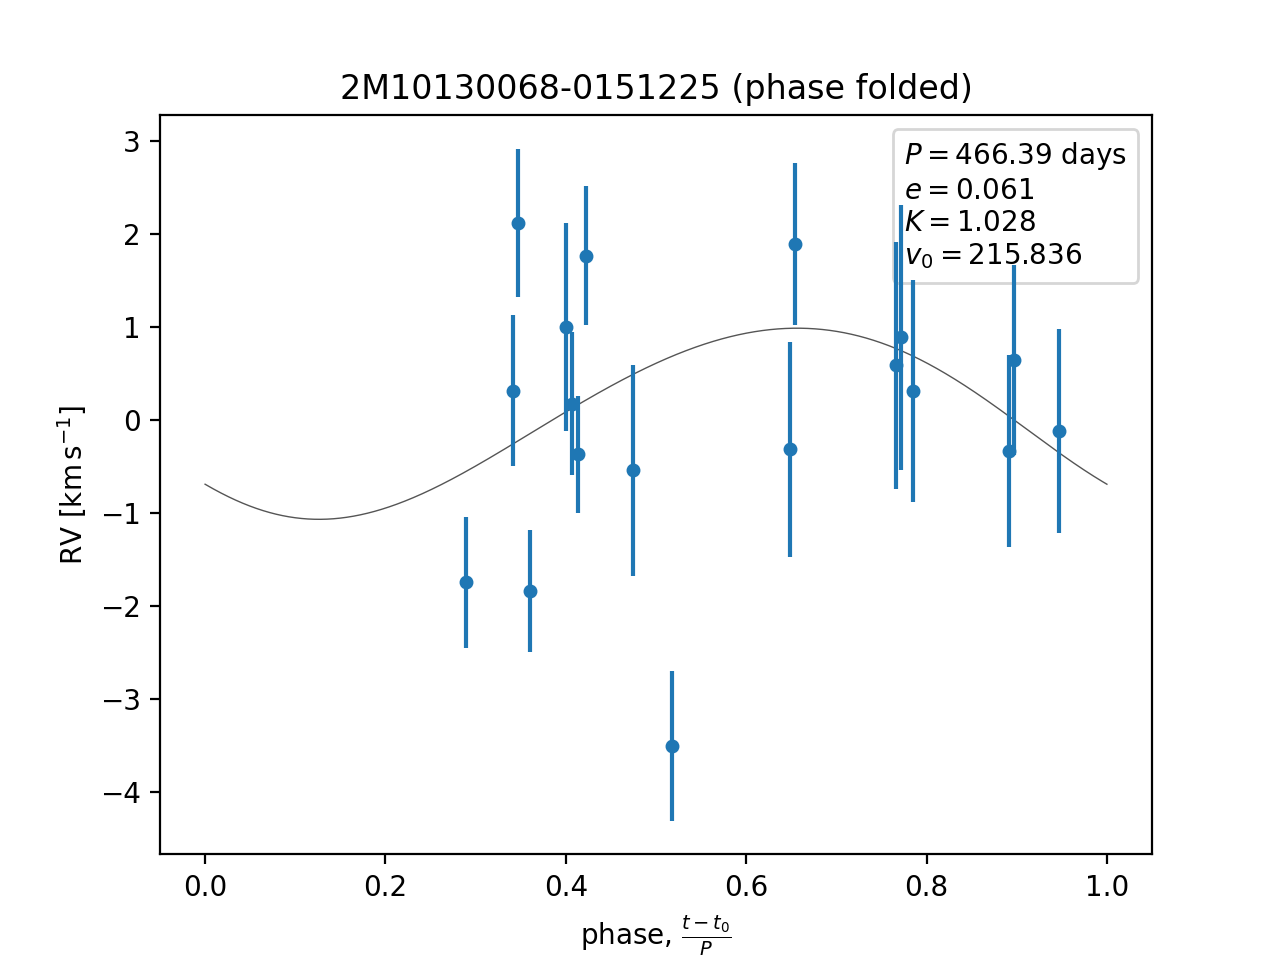 2M10130068-0151225 (phase folded)
P = 466.39 days
e = 0.061
K = 1.028
v₀ = 215.836
3
2
1
0
−1
−2
−3
−4
RV [km s⁻¹]
0.0 0.2 0.4 0.6 0.8 1.0
phase, (t − t₀)/P